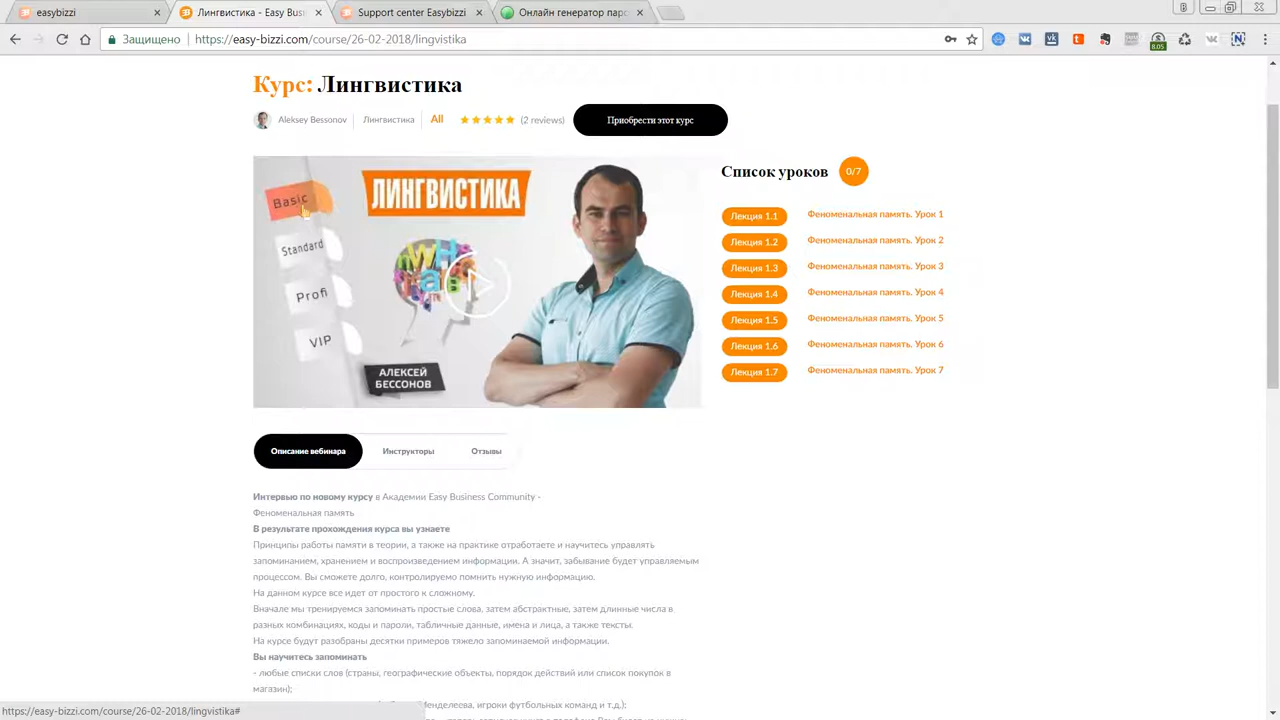 easybizzi
Лингвистика - Easy Bus
Support center Easybizzi
Онлайн генератор пар
Защищено
https://easy-bizzi.com/course/26-02-2018/lingvistika
8.05
Курс: Лингвистика
Aleksey Bessonov
Лингвистика
All
(2 reviews)
Приобрести этот курс
Basic
Standard
Profi
VIP
ЛИНГВИСТИКА
АЛЕКСЕЙ
БЕССОНОВ
Список уроков 0/7
Лекция 1.1 Феноменальная память. Урок 1
Лекция 1.2 Феноменальная память. Урок 2
Лекция 1.3 Феноменальная память. Урок 3
Лекция 1.4 Феноменальная память. Урок 4
Лекция 1.5 Феноменальная память. Урок 5
Лекция 1.6 Феноменальная память. Урок 6
Лекция 1.7 Феноменальная память. Урок 7
Описание вебинара
Инструкторы
Отзывы
Интервью по новому курсу в Академии Easy Business Community -
Феноменальная память
В результате прохождения курса вы узнаете
Принципы работы памяти в теории, а также на практике отработаете и научитесь управлять
запоминанием, хранением и воспроизведением информации. А значит, забывание будет управляемым
процессом. Вы сможете долго, контролируемо помнить нужную информацию.
На данном курсе все идет от простого к сложному.
Вначале мы тренируемся запоминать простые слова, затем абстрактные, затем длинные числа в
разных комбинациях, коды и пароли, табличные данные, имена и лица, а также тексты.
На курсе будут разобраны десятки примеров тяжело запоминаемой информации.
Вы научитесь запоминать
- любые списки слов (страны, географические объекты, порядок действий или список покупок в
магазин);
Менделеева, игроки футбольных команд и т.д.);
https://easy-bizzi.com/course/26-02-2018/lingvistika#